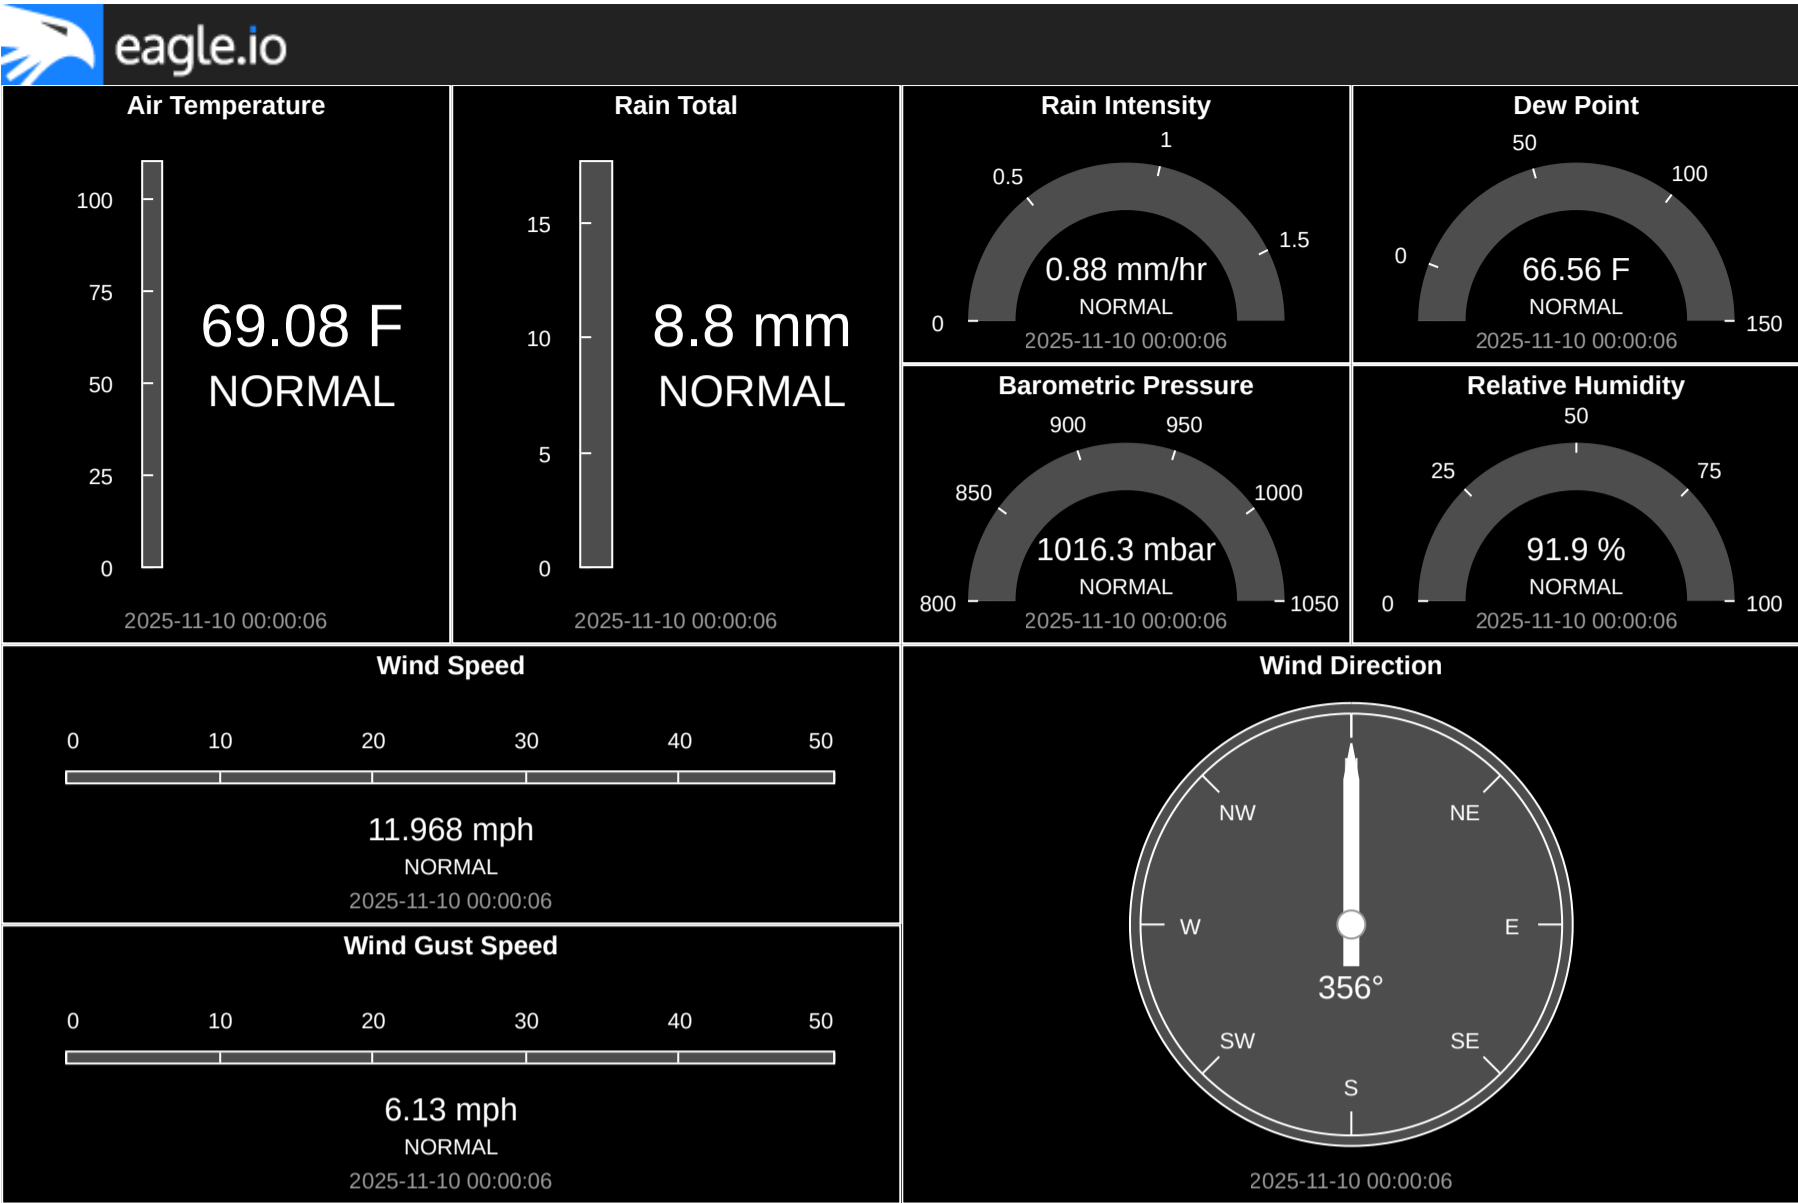 eagle.io
Air Temperature
100
75
50
25
0
69.08 F
NORMAL
2025-11-10 00:00:06
Rain Total
15
10
5
0
8.8 mm
NORMAL
2025-11-10 00:00:06
Rain Intensity
0
0.5
1
1.5
0.88 mm/hr
NORMAL
2025-11-10 00:00:06
Dew Point
0
50
100
150
66.56 F
NORMAL
2025-11-10 00:00:06
Barometric Pressure
800
850
900
950
1000
1050
1016.3 mbar
NORMAL
2025-11-10 00:00:06
Relative Humidity
0
25
50
75
100
91.9 %
NORMAL
2025-11-10 00:00:06
Wind Speed
0 10 20 30 40 50
11.968 mph
NORMAL
2025-11-10 00:00:06
Wind Gust Speed
0 10 20 30 40 50
6.13 mph
NORMAL
2025-11-10 00:00:06
Wind Direction
NW NE
W E
356°
SW SE
S
2025-11-10 00:00:06